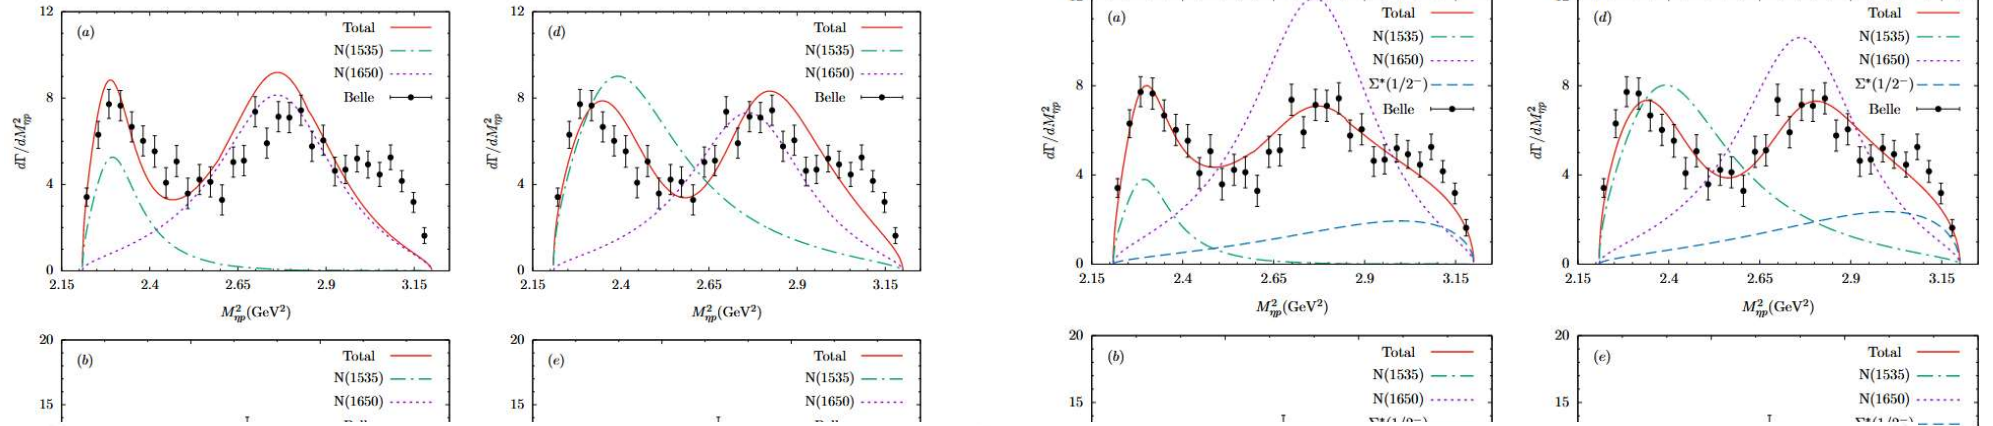 (a)
Total
N(1535)
N(1650)
Belle
12
8
4
0
dΓ/dM²ηp
2.15 2.4 2.65 2.9 3.15
M²ηp(GeV²)
(d)
Total
N(1535)
N(1650)
Belle
12
8
4
0
dΓ/dM²ηp
2.15 2.4 2.65 2.9 3.15
M²ηp(GeV²)
(a)
Total
N(1535)
N(1650)
Σ*(1/2⁻)
Belle
8
4
0
dΓ/dM²ηp
2.15 2.4 2.65 2.9 3.15
M²ηp(GeV²)
(d)
Total
N(1535)
N(1650)
Σ*(1/2⁻)
Belle
8
4
0
dΓ/dM²ηp
2.15 2.4 2.65 2.9 3.15
M²ηp(GeV²)
20
15
(b)
Total
N(1535)
N(1650)
20
15
(e)
Total
N(1535)
N(1650)
20
15
(b)
Total
N(1535)
N(1650)
20
15
(e)
Total
N(1535)
N(1650)